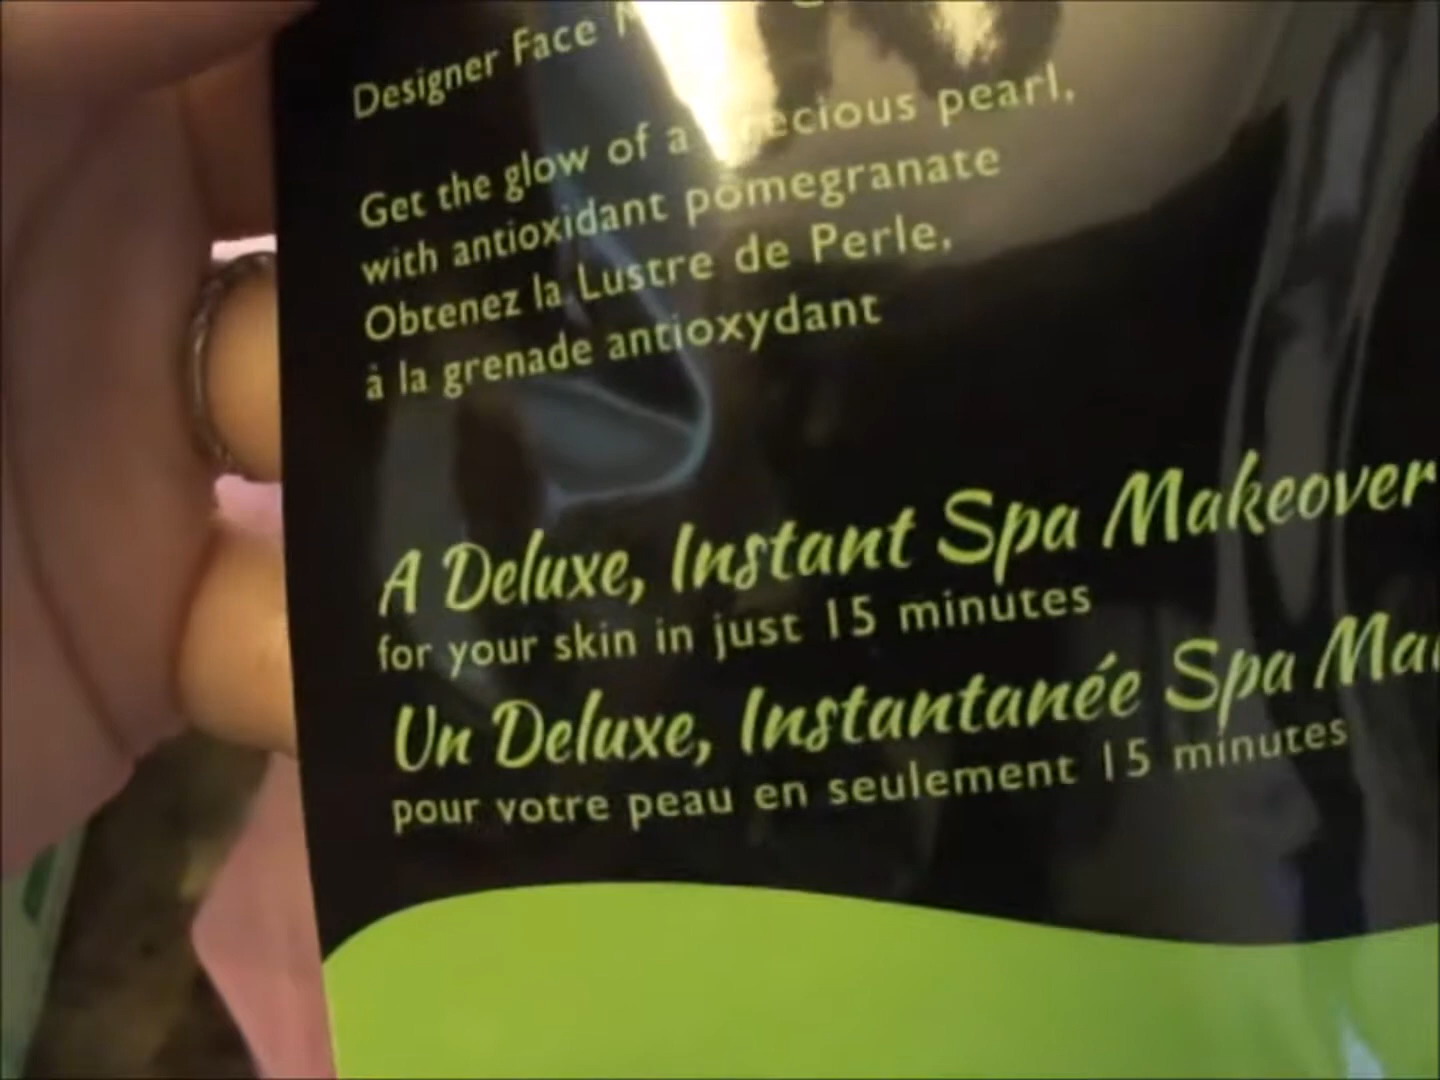 Designer Face
Get the glow of a precious pearl,
with antioxidant pomegranate
Obtenez la Lustre de Perle,
à la grenade antioxydant
A Deluxe, Instant Spa Makeover
for your skin in just 15 minutes
Un Deluxe, Instantanée Spa
pour votre peau en seulement 15 minutes